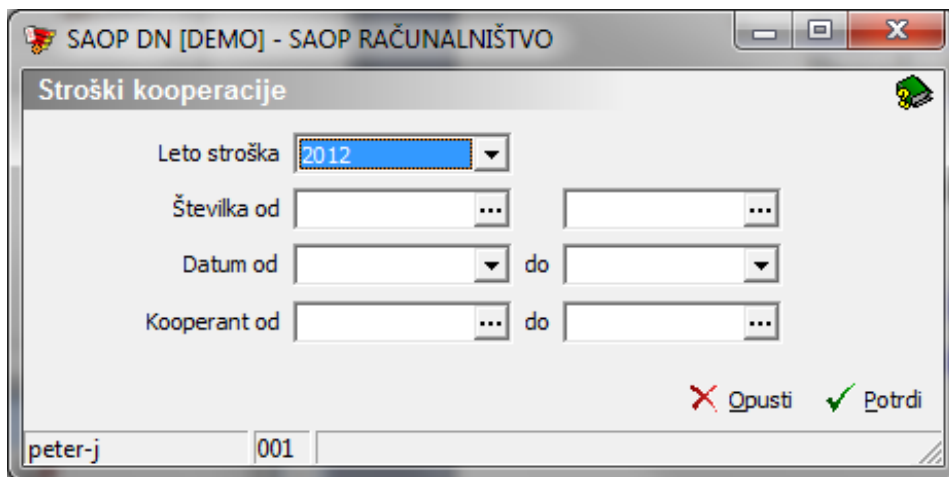 SAOP DN [DEMO] - SAOP RAČUNALNIŠTVO
Stroški kooperacije
Leto stroška 2012
Številka od
Datum od do
Kooperant od do
Opusti Potrdi
peter-j 001